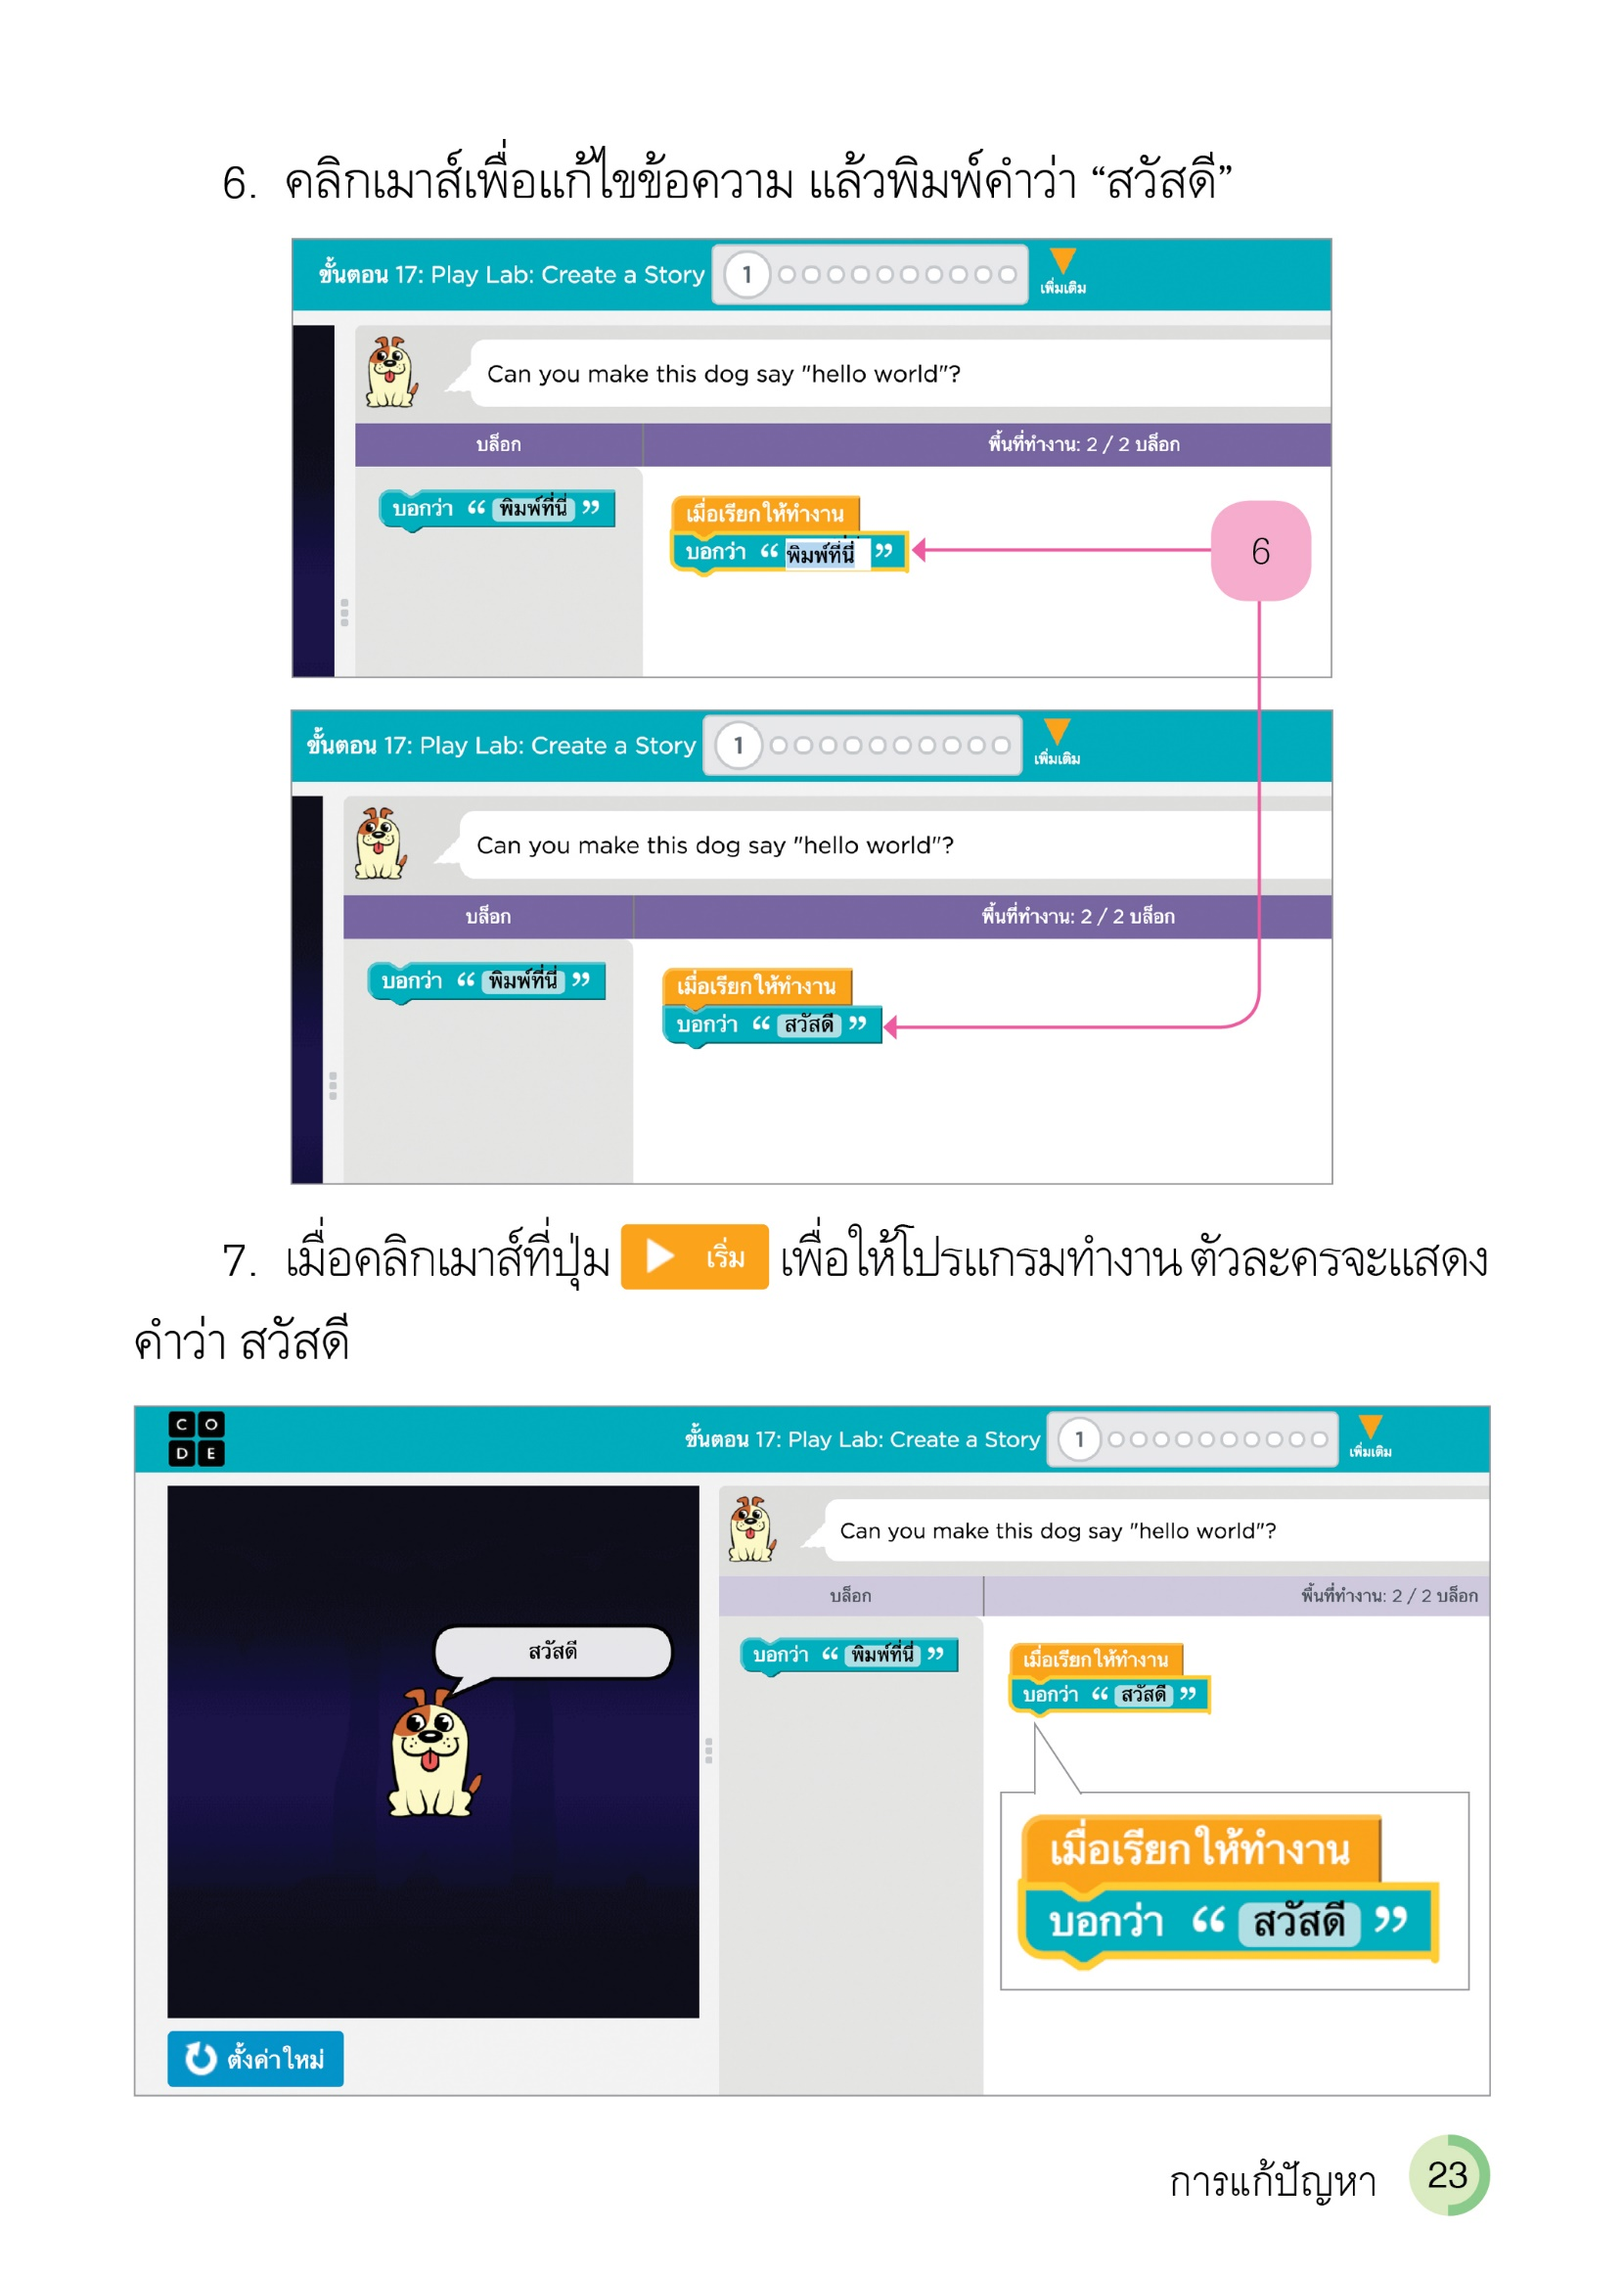 6. คลิกเมาส์เพื่อแก้ไขข้อความ แล้วพิมพ์คำว่า “สวัสดี”
ขั้นตอน 17: Play Lab: Create a Story 1 เพิ่มเติม
Can you make this dog say "hello world"?
บล็อก พื้นที่ทำงาน: 2 / 2 บล็อก
บอกว่า “ พิมพ์ที่นี่ ”
เมื่อเรียกให้ทำงาน
บอกว่า “ พิมพ์ที่นี่ ”
6
ขั้นตอน 17: Play Lab: Create a Story 1 เพิ่มเติม
Can you make this dog say "hello world"?
บล็อก พื้นที่ทำงาน: 2 / 2 บล็อก
บอกว่า “ พิมพ์ที่นี่ ”
เมื่อเรียกให้ทำงาน
บอกว่า “ สวัสดี ”
7. เมื่อคลิกเมาส์ที่ปุ่ม เริ่ม เพื่อให้โปรแกรมทำงาน ตัวละครจะแสดง
คำว่า สวัสดี
C O
D E
ขั้นตอน 17: Play Lab: Create a Story 1 เพิ่มเติม
Can you make this dog say "hello world"?
บล็อก พื้นที่ทำงาน: 2 / 2 บล็อก
สวัสดี
บอกว่า “ พิมพ์ที่นี่ ”
เมื่อเรียกให้ทำงาน
บอกว่า “ สวัสดี ”
เมื่อเรียกให้ทำงาน
บอกว่า “ สวัสดี ”
ตั้งค่าใหม่
การแก้ปัญหา 23